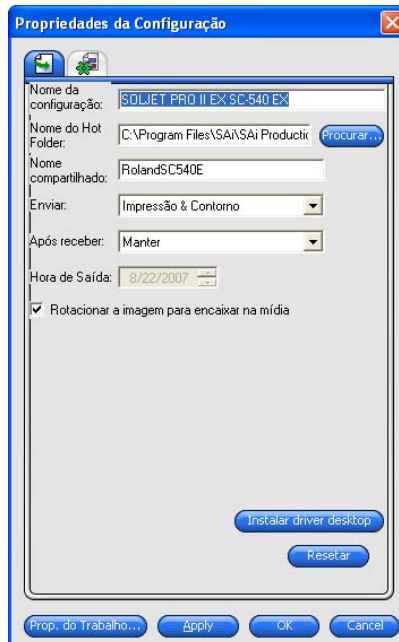 Propriedades da Configuração
Nome da
configuração:
SOLJET PRO II EX SC-540 EX
Nome do Hot
Folder:
C:\Program Files\SAi\SAi Productic
Procurar...
Nome
compartilhado:
RolandSC540E
Enviar:
Impressão & Contorno
Após receber:
Manter
Hora de Saída:
8/22/2007
Rotacionar a imagem para encaixar na mídia
Instalar driver desktop
Resetar
Prop. do Trabalho...
Apply
OK
Cancel